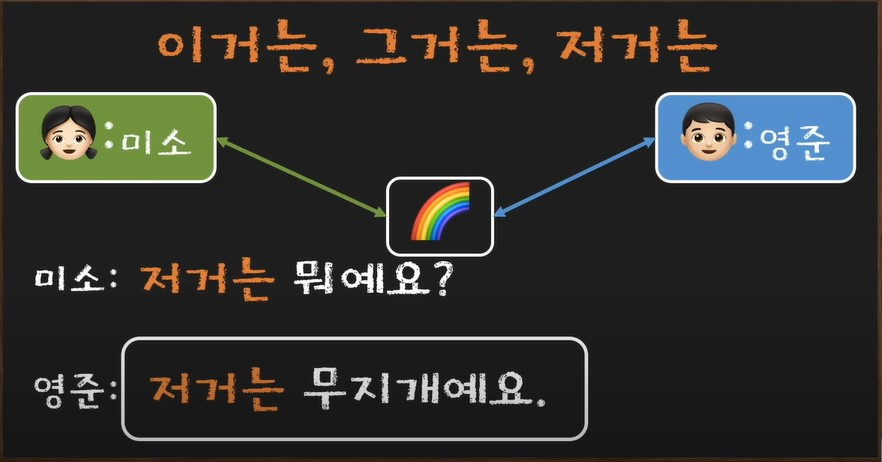 이거는, 그거는, 저거는
:미소
:영준
미소: 저거는 뭐예요?
영준: 저거는 무지개예요.